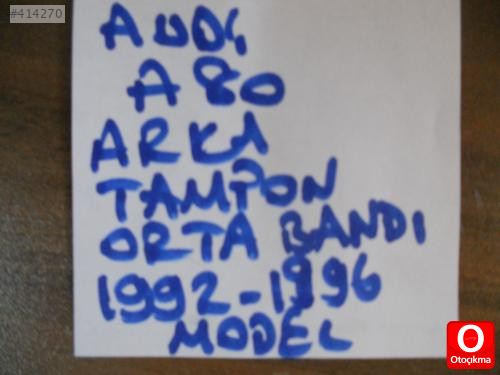 #414270
AUDİ
A 80
ARKA
TAMPON
ORTA BANDI
1992-1996
MODEL
O
Otoçıkma